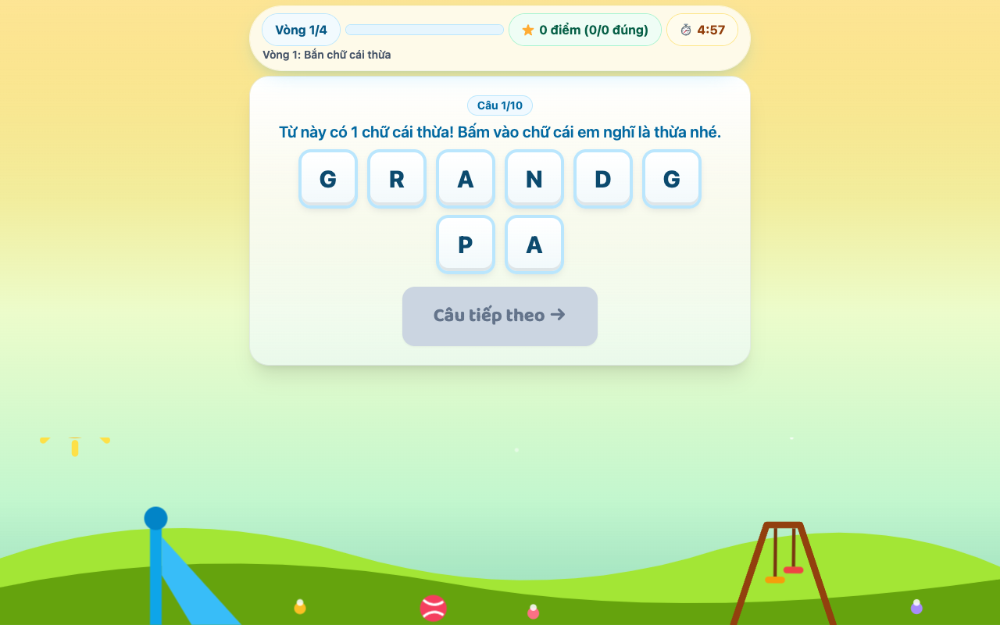 Vòng 1/4
0 điểm (0/0 đúng)
4:57
Vòng 1: Bắn chữ cái thừa
Câu 1/10
Từ này có 1 chữ cái thừa! Bấm vào chữ cái em nghĩ là thừa nhé.
G R A N D G
P A
Câu tiếp theo →